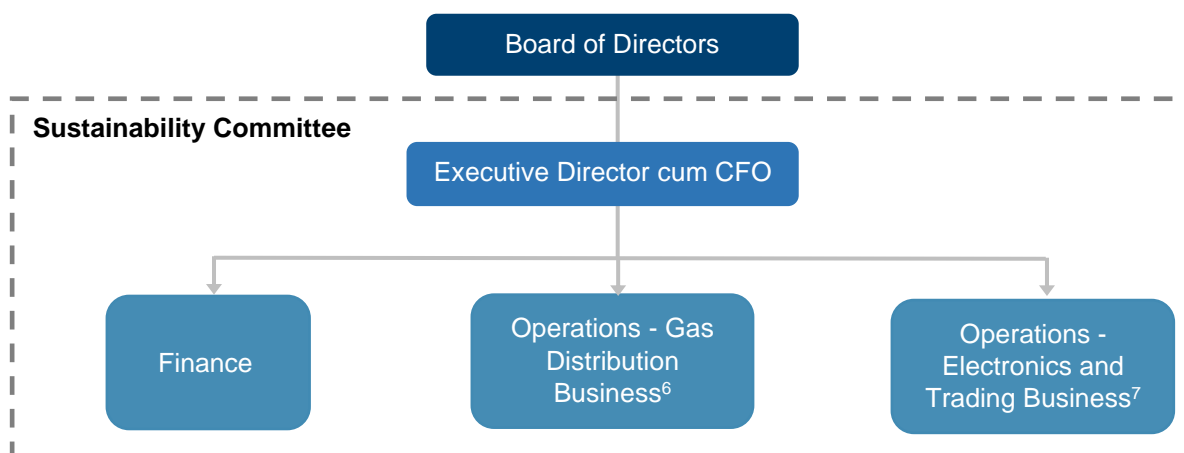 Board of Directors
Sustainability Committee
Executive Director cum CFO
Finance
Operations - Gas
Distribution
Business⁶
Operations -
Electronics and
Trading Business⁷